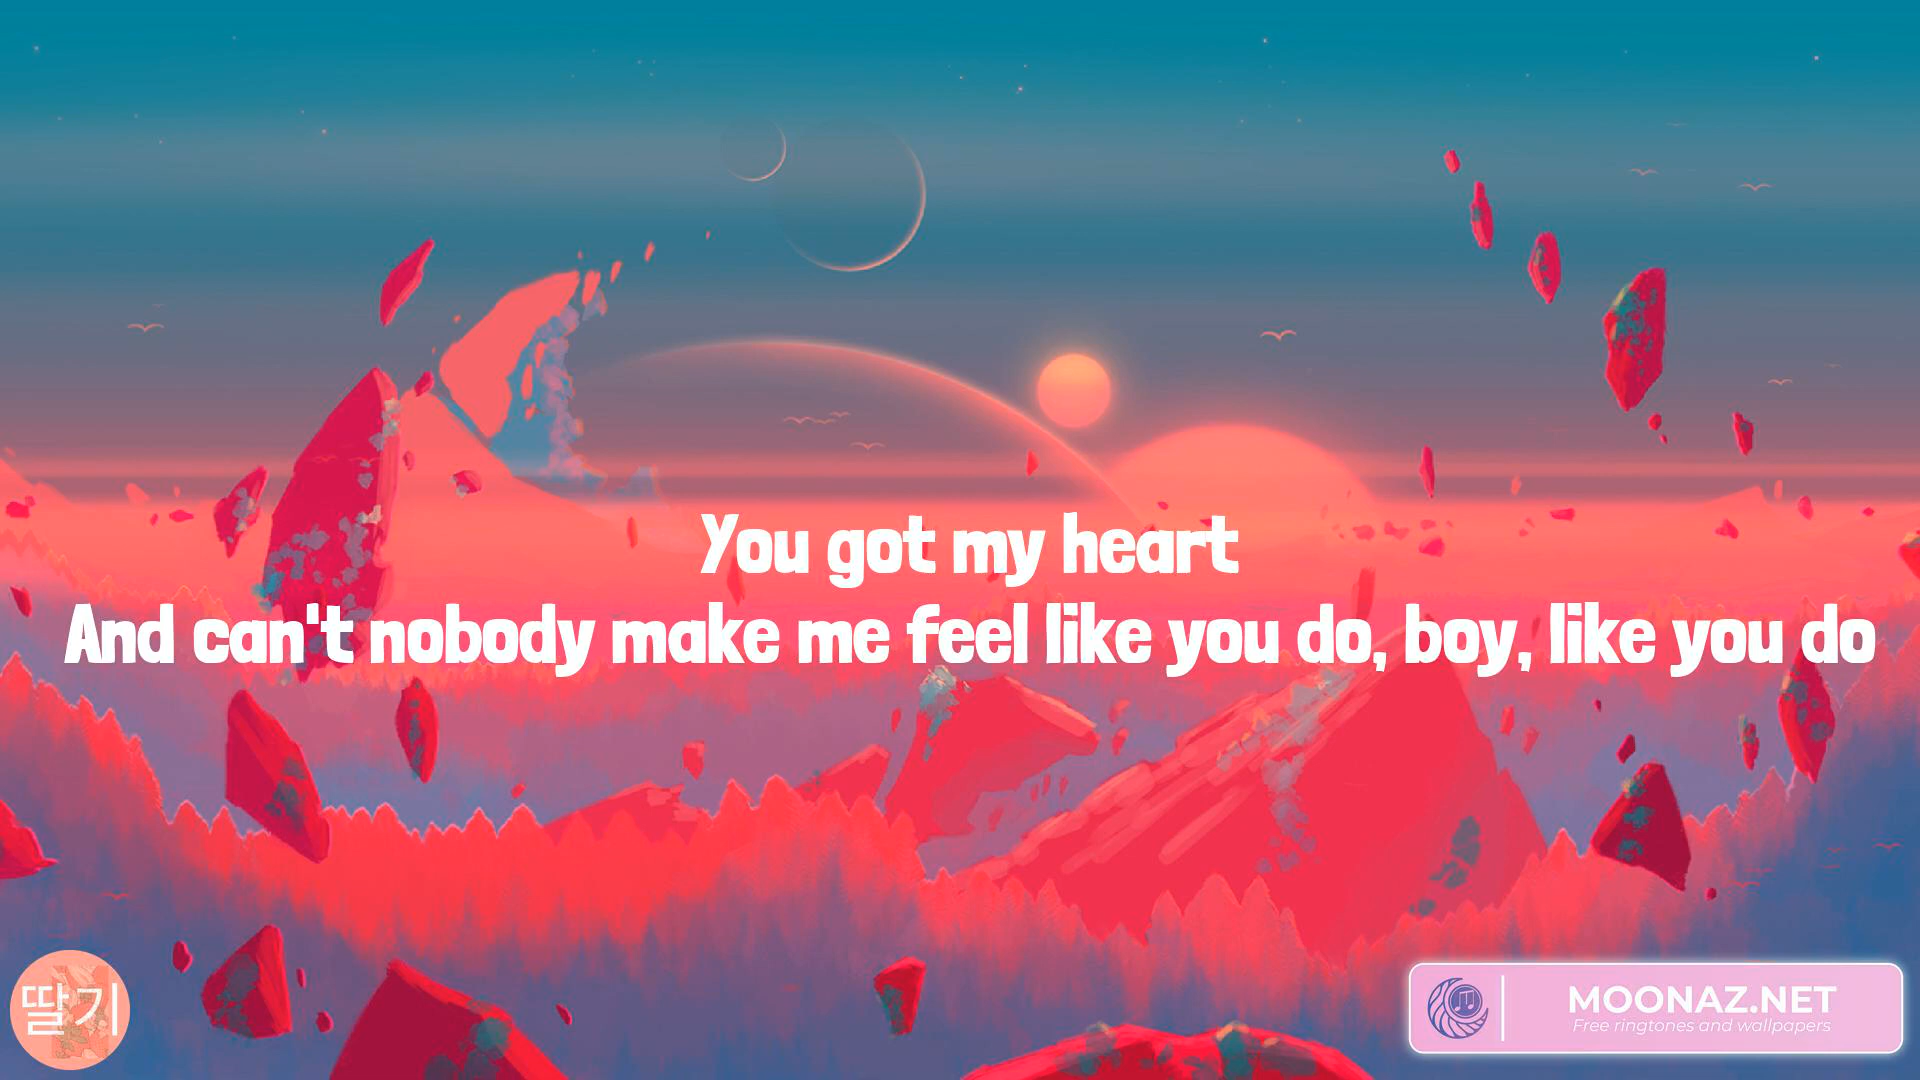 You got my heart
And can't nobody make me feel like you do, boy, like you do
딸기
MOONAZ.NET
Free ringtones and wallpapers